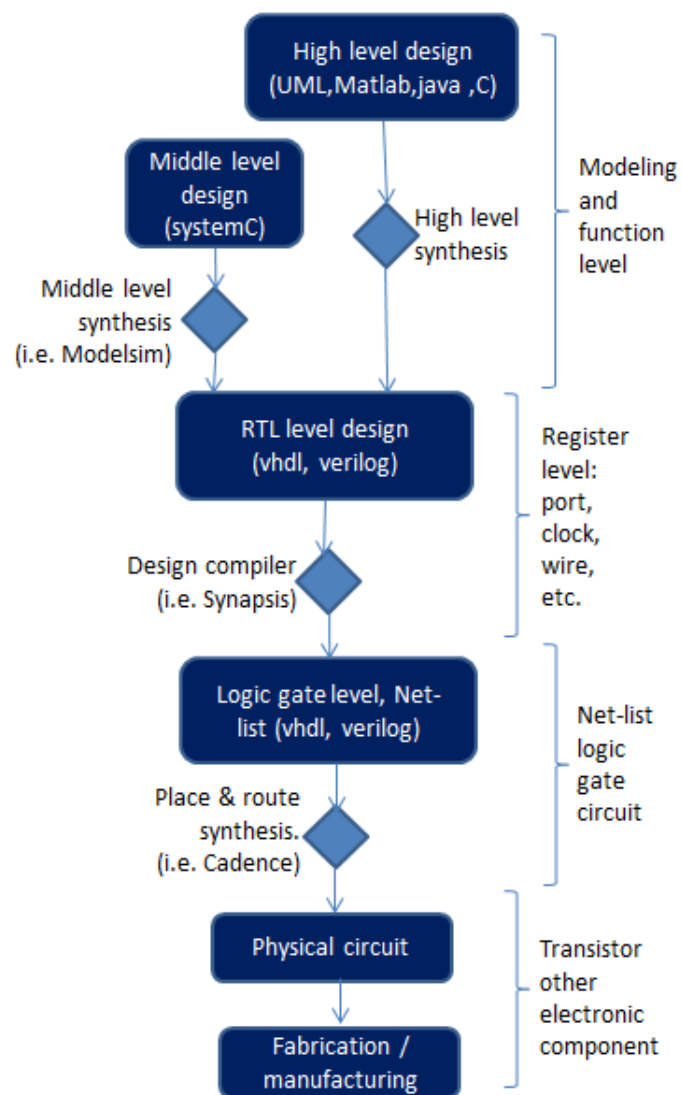 High level design
(UML,Matlab,java ,C)
Middle level
design
(systemC)
Modeling
and
function
level
High level
synthesis
Middle level
synthesis
(i.e. Modelsim)
RTL level design
(vhdl, verilog)
Register
level:
port,
clock,
wire,
etc.
Design compiler
(i.e. Synapsis)
Logic gate level, Net-
list (vhdl, verilog)
Net-list
logic
gate
circuit
Place & route
synthesis.
(i.e. Cadence)
Physical circuit
Transistor
other
electronic
component
Fabrication /
manufacturing